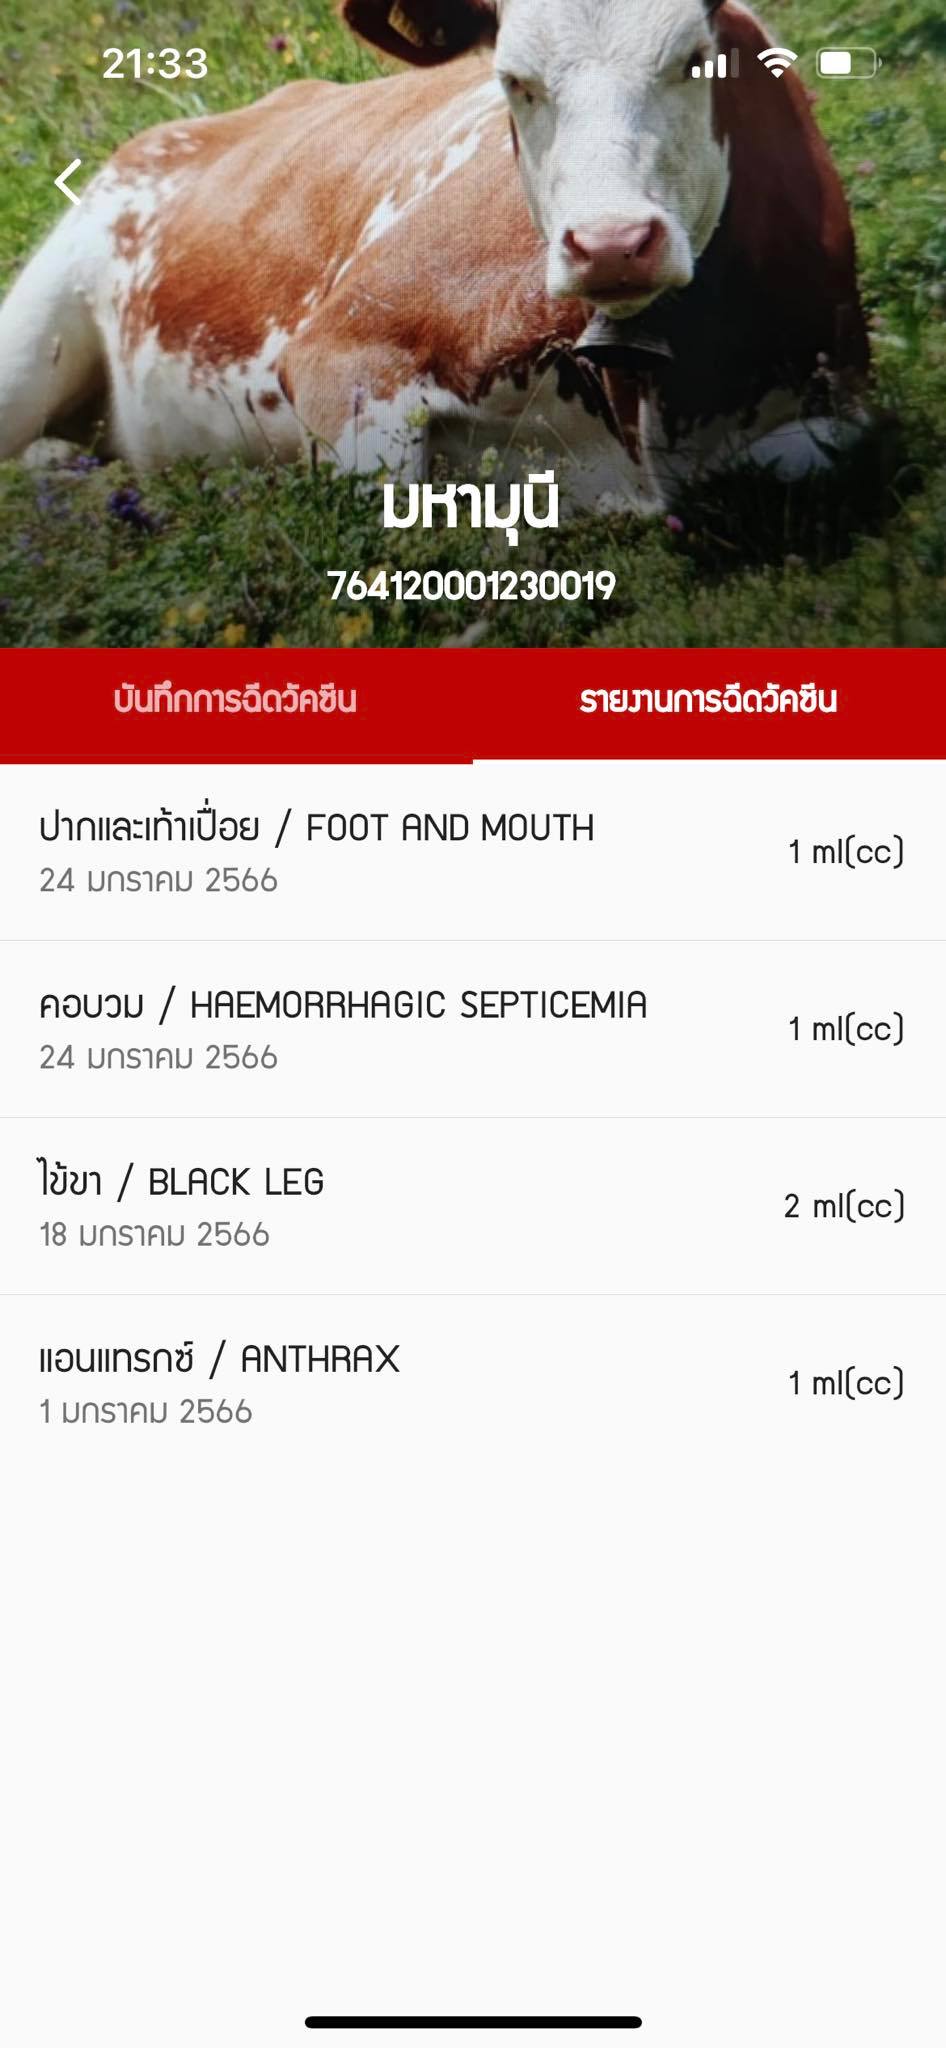 21:33
มหามุนี
764120001230019
บันทึกการฉีดวัคซีน
รายงานการฉีดวัคซีน
ปากและเท้าเปื่อย / FOOT AND MOUTH
1 ml(cc)
24 มกราคม 2566
คอบวม / HAEMORRHAGIC SEPTICEMIA
1 ml(cc)
24 มกราคม 2566
ไข้ขา / BLACK LEG
2 ml(cc)
18 มกราคม 2566
แอนแทรกซ์ / ANTHRAX
1 ml(cc)
1 มกราคม 2566